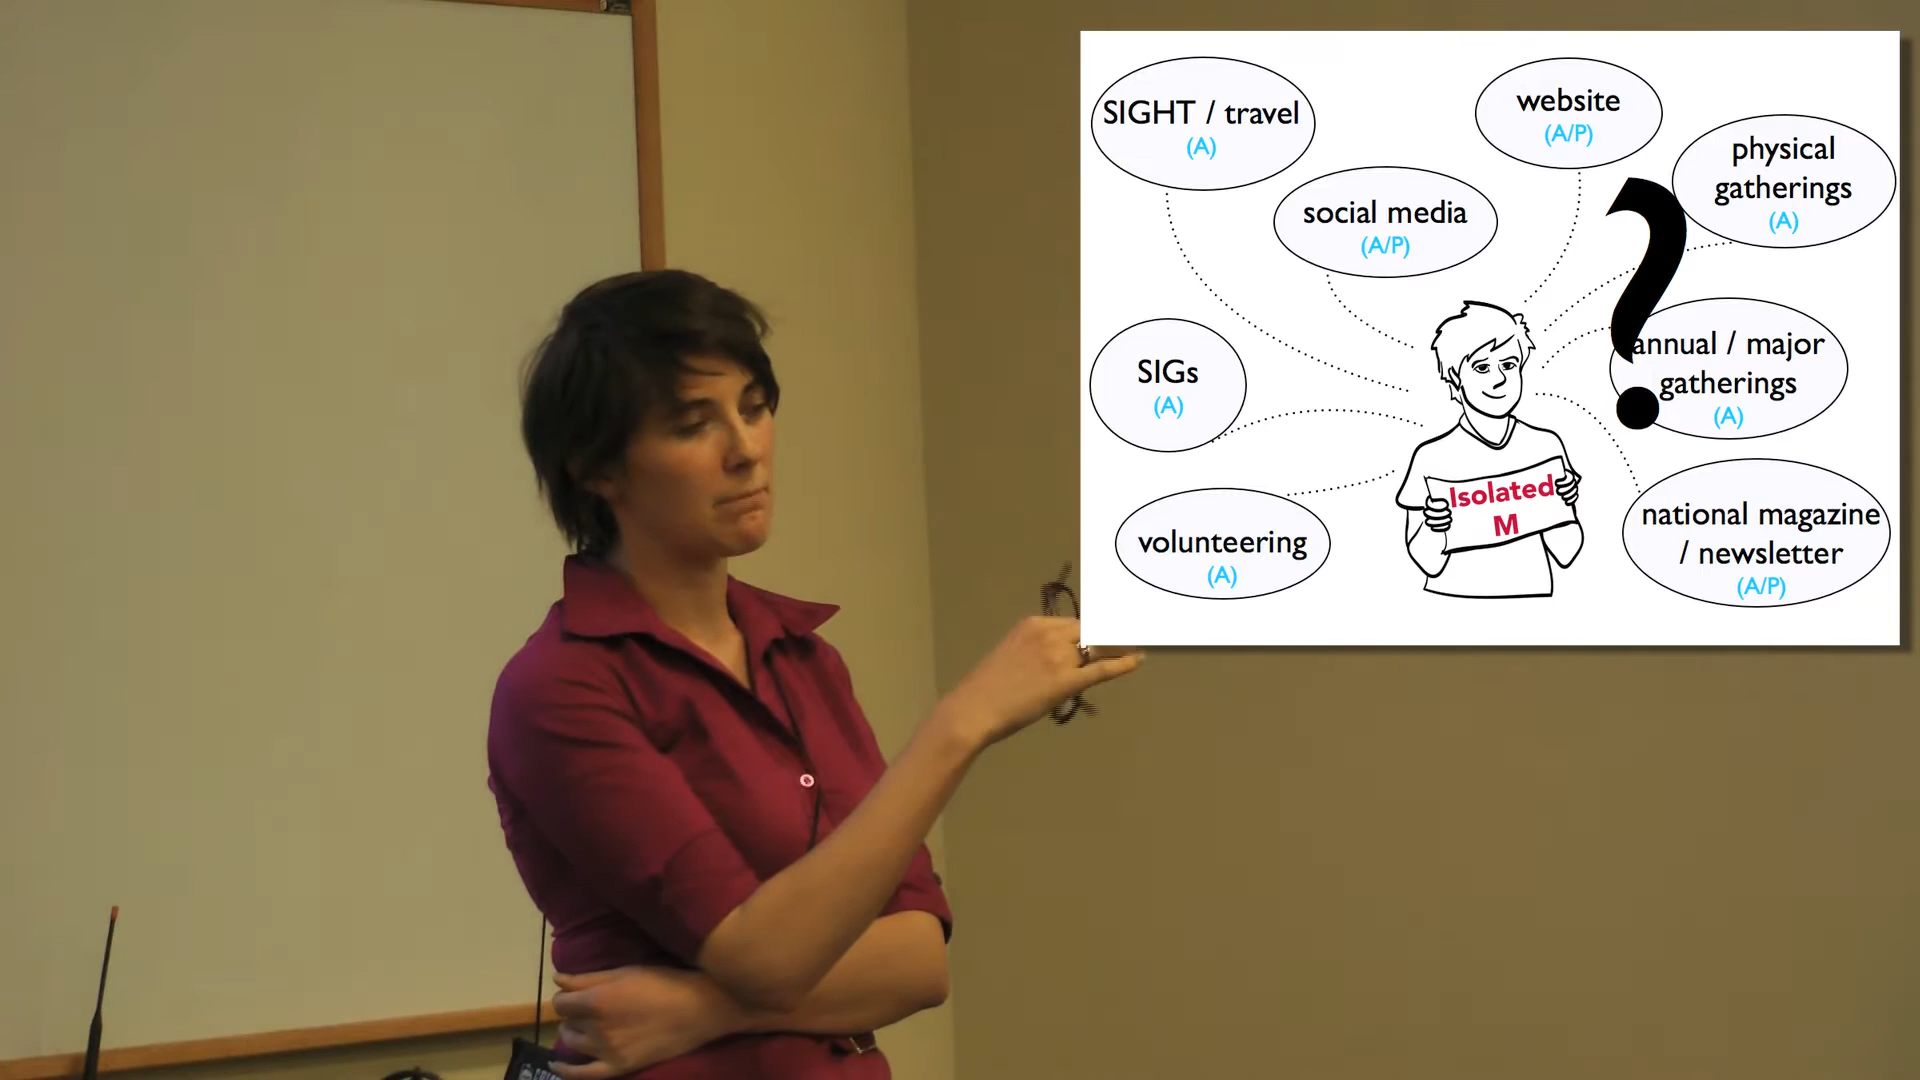 SIGHT / travel
(A)
website
(A/P)
physical
gatherings
(A)
social media
(A/P)
SIGs
(A)
annual / major
gatherings
(A)
Isolated
M
volunteering
(A)
national magazine
/ newsletter
(A/P)